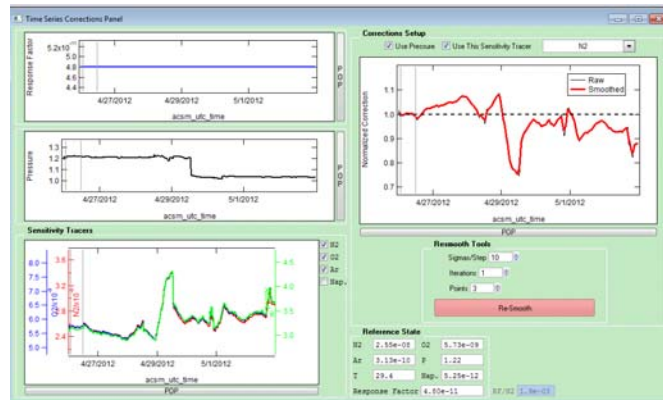 Time Series Corrections Panel
Response Factor
5.2x10
5.0
4.8
4.6
4.4
4/27/2012 4/29/2012 5/1/2012
acsm_utc_time
POP
Pressure
1.3
1.2
1.1
1.0
4/27/2012 4/29/2012 5/1/2012
acsm_utc_time
POP
Sensitivity Tracers
8.0
7.5
7.0
6.5
6.0
5.5
5.0
3.6
3.2
2.8
2.4
4.5
4.0
3.5
3.0
4/27/2012 4/29/2012 5/1/2012
acsm_utc_time
N2
O2
Ar
Nap.
POP
Corrections Setup
Use Pressure Use This Sensitivity Tracer N2
Normalized Correction
Raw
Smoothed
1.1
1.0
0.9
0.8
0.7
4/27/2012 4/29/2012 5/1/2012
acsm_utc_time
POP
Resmooth Tools
Sigmas/Step 10
Iterations 1
Points 3
Re-Smooth
Reference State
N2 2.55e-08 O2 5.73e-09
Ar 3.13e-10 P 1.22
T 29.4 Nap. 5.25e-12
Response Factor 4.80e-11 RF/N2